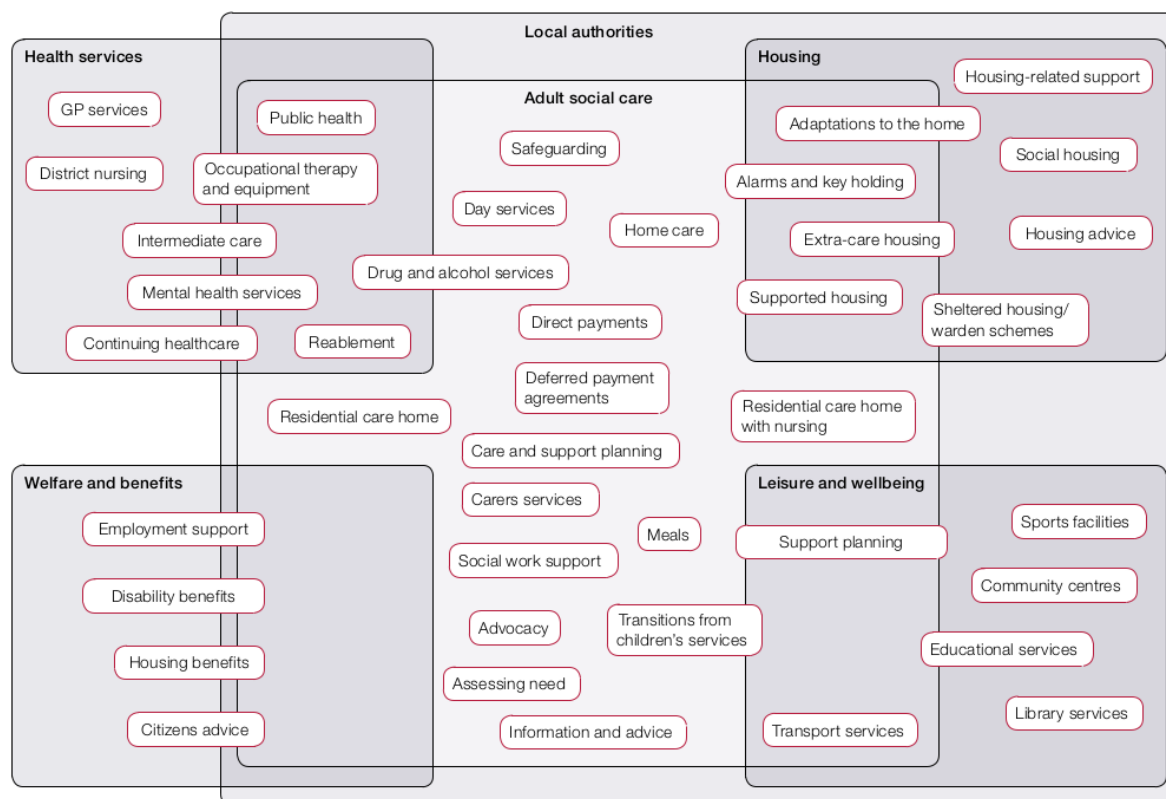 Local authorities
Health services
Housing
Adult social care
Housing-related support
GP services
Public health
Adaptations to the home
Safeguarding
Social housing
District nursing
Occupational therapy
and equipment
Alarms and key holding
Day services
Home care
Intermediate care
Extra-care housing
Housing advice
Drug and alcohol services
Mental health services
Supported housing
Sheltered housing/
warden schemes
Direct payments
Continuing healthcare
Reablement
Deferred payment
agreements
Residential care home
Residential care home
with nursing
Care and support planning
Welfare and benefits
Leisure and wellbeing
Carers services
Employment support
Meals
Support planning
Sports facilities
Social work support
Disability benefits
Community centres
Advocacy
Transitions from
children's services
Educational services
Housing benefits
Assessing need
Library services
Citizens advice
Information and advice
Transport services